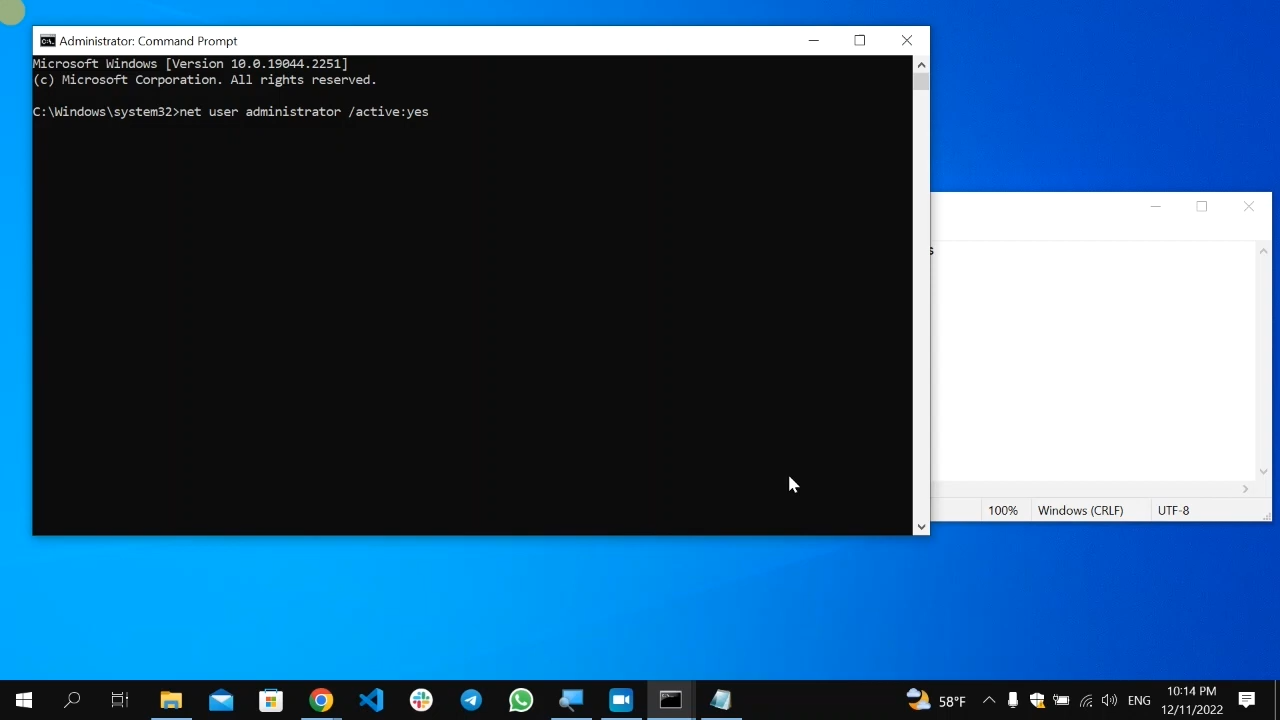 Administrator: Command Prompt
Microsoft Windows [Version 10.0.19044.2251]
(c) Microsoft Corporation. All rights reserved.
C:\Windows\system32>net user administrator /active:yes
s
100%
Windows (CRLF)
UTF-8
58°F
ENG
10:14 PM
12/11/2022